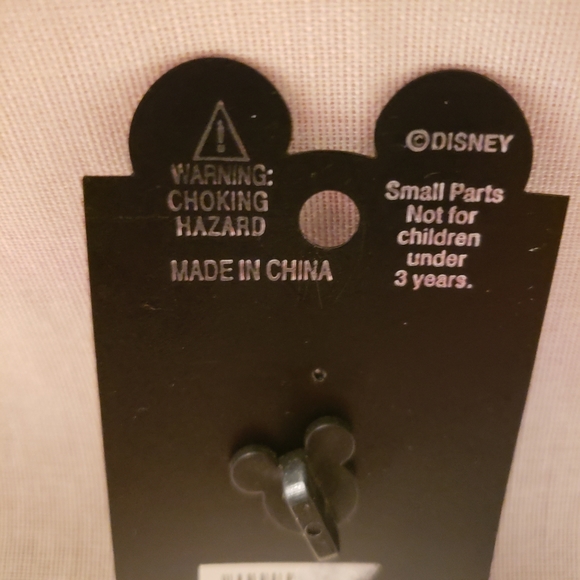 WARNING:
CHOKING
HAZARD
MADE IN CHINA
©DISNEY
Small Parts
Not for
children
under
3 years.